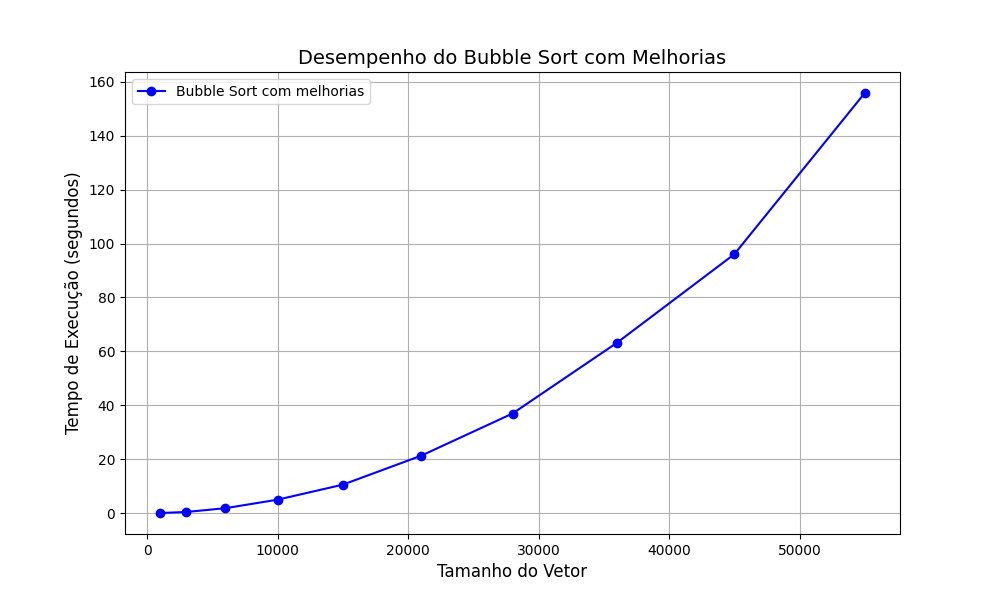 Desempenho do Bubble Sort com Melhorias
Bubble Sort com melhorias
Tempo de Execução (segundos)
160
140
120
100
80
60
40
20
0
0 10000 20000 30000 40000 50000
Tamanho do Vetor